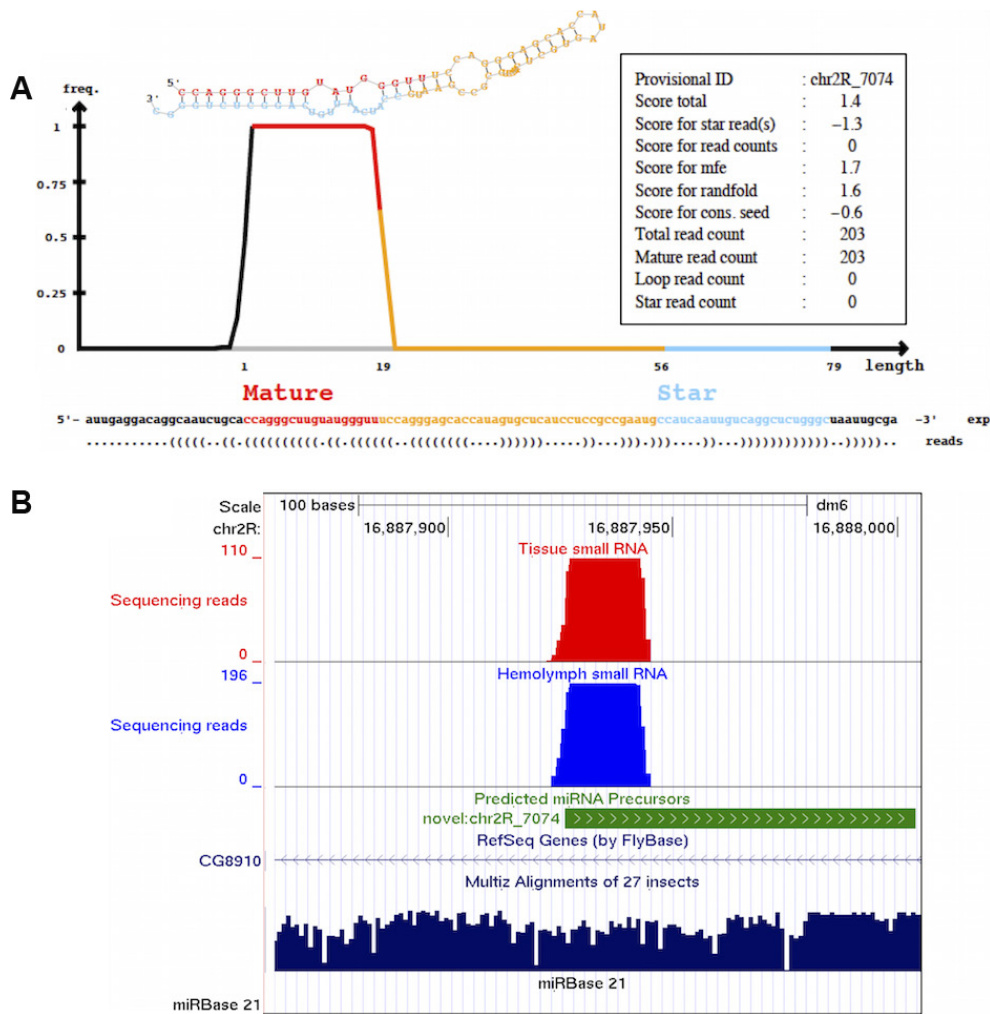 A
freq.
5'
3'
1
0.75
0.5
0.25
0
1
19
56
79
length
Mature
Star
Provisional ID : chr2R_7074
Score total : 1.4
Score for star read(s) : −1.3
Score for read counts : 0
Score for mfe : 1.7
Score for randfold : 1.6
Score for cons. seed : −0.6
Total read count : 203
Mature read count : 203
Loop read count : 0
Star read count : 0
5'- auugaggacaggcaaucugcaccagggcuuguauggguuuccagggagcaccauagugcucauccuccgccgaaugccaucaauugucaggcucugggcuaauugcga -3' exp
reads
B
Scale 100 bases dm6
chr2R: 16,887,900 16,887,950 16,888,000
110 _ Tissue small RNA
Sequencing reads
0 _
196 _ Hemolymph small RNA
Sequencing reads
0 _
Predicted miRNA Precursors
novel:chr2R_7074
RefSeq Genes (by FlyBase)
CG8910
Multiz Alignments of 27 insects
miRBase 21
miRBase 21